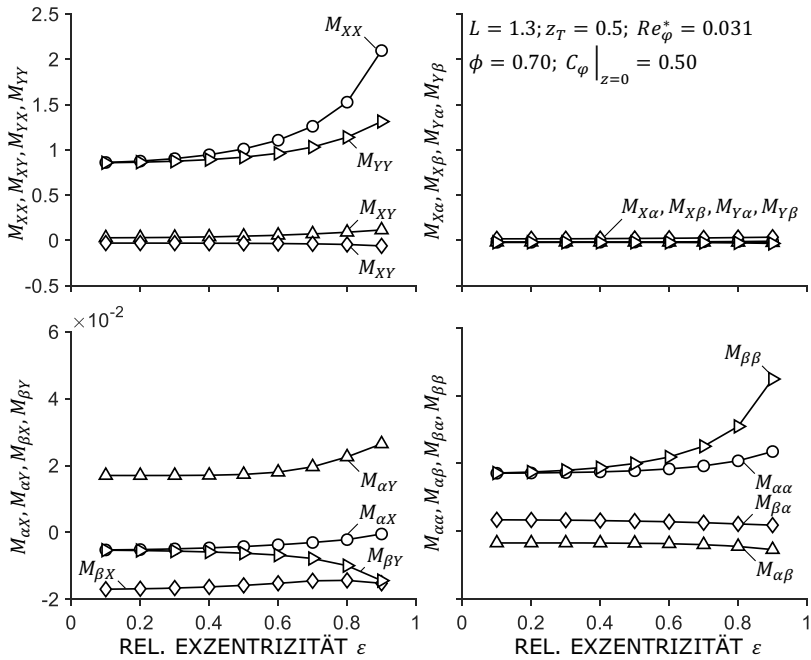 M_XX, M_XY, M_YX, M_YY
2.5
2
1.5
1
0.5
0
-0.5
M_XX
M_YY
M_XY
M_XY
M_Xα, M_Xβ, M_Yα, M_Yβ
L = 1.3; z_T = 0.5; Re_φ^* = 0.031
ϕ = 0.70; C_φ |_{z=0} = 0.50
M_Xα, M_Xβ, M_Yα, M_Yβ
×10^-2
M_αX, M_αY, M_βX, M_βY
6
4
2
0
-2
M_αY
M_αX
M_βX
M_βY
0 0.2 0.4 0.6 0.8 1
REL. EXZENTRIZITÄT ε
M_αα, M_αβ, M_βα, M_ββ
M_ββ
M_αα
M_βα
M_αβ
0 0.2 0.4 0.6 0.8 1
REL. EXZENTRIZITÄT ε